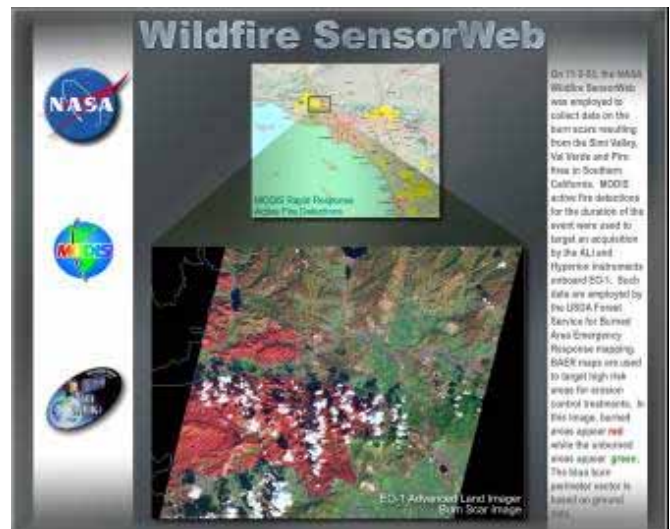 Wildfire SensorWeb
NASA
MODIS
MODIS Rapid Response
Active Fire Detections
EO-1 Advanced Land Imager
Burn Scar Image
the NASA
Wildfire SensorWeb
was employed to
collect data on the
burn scars resulting
from the Simi Valley,
Val Verde and Piru
fires in Southern
California. MODIS
active fire detections
for the duration of the
event were used to
target an acquisition
by the ALI and
Hyperion instruments
onboard EO-1. Such
data are employed by
the USDA Forest
Service for Burned
Area Emergency
Response mapping.
BAER maps are used
to target high risk
areas for erosion
control treatments. In
this image, burned
areas appear red
while the unburned
areas appear green.
The blue burn
perimeter vector is
based on ground
data.